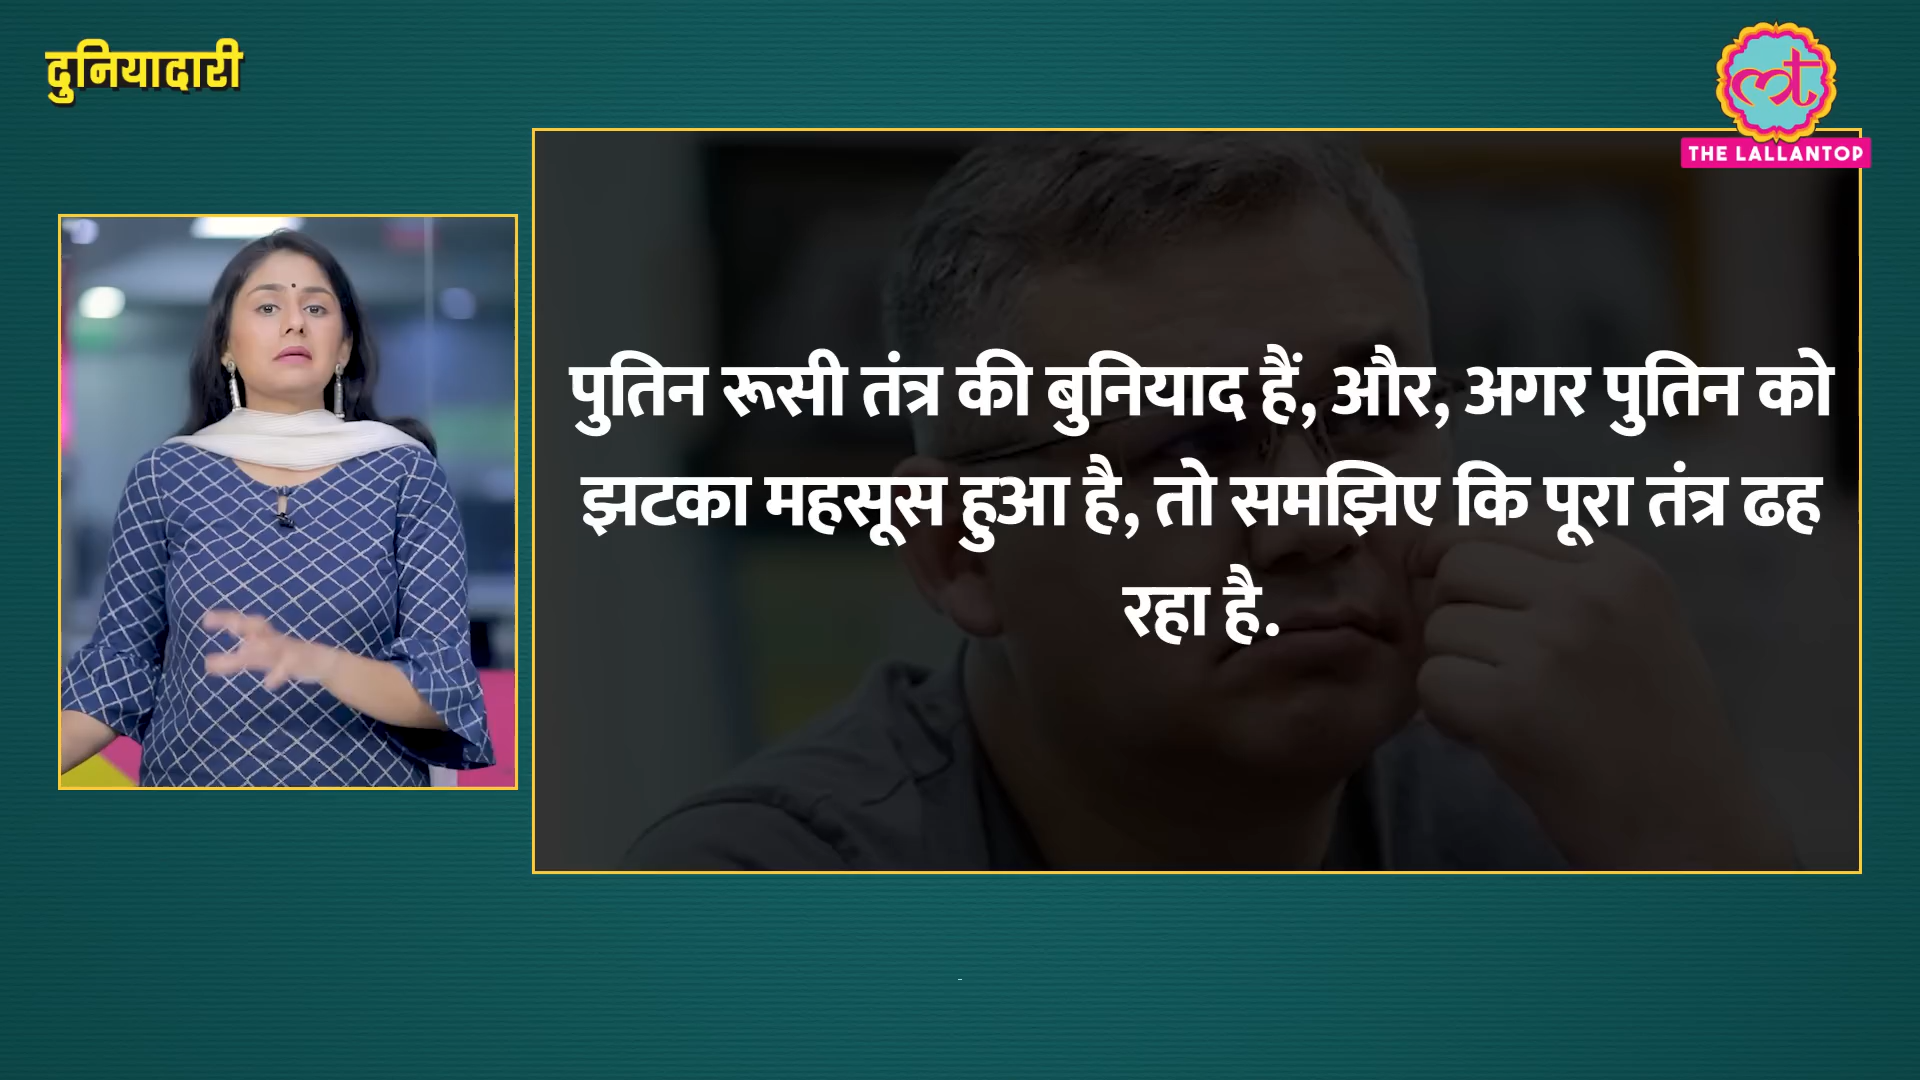 दुनियादारी
THE LALLANTOP
पुतिन रूसी तंत्र की बुनियाद हैं, और, अगर पुतिन को
झटका महसूस हुआ है, तो समझिए कि पूरा तंत्र ढह
रहा है.